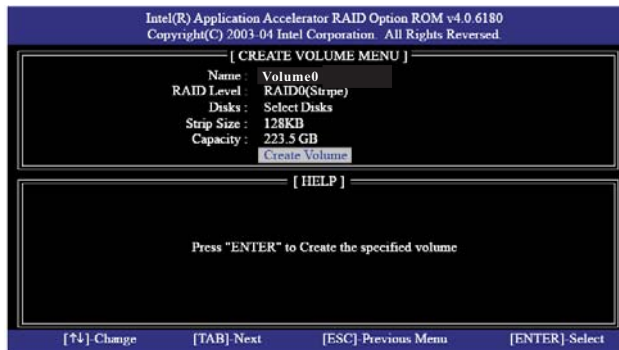 Intel(R) Application Accelerator RAID Option ROM v4.0.6180
Copyright(C) 2003-04 Intel Corporation. All Rights Reversed.
[ CREATE VOLUME MENU ]
Name : Volume0
RAID Level : RAID0(Stripe)
Disks : Select Disks
Strip Size : 128KB
Capacity : 223.5 GB
Create Volume
[ HELP ]
Press "ENTER" to Create the specified volume
[↑↓]-Change [TAB]-Next [ESC]-Previous Menu [ENTER]-Select